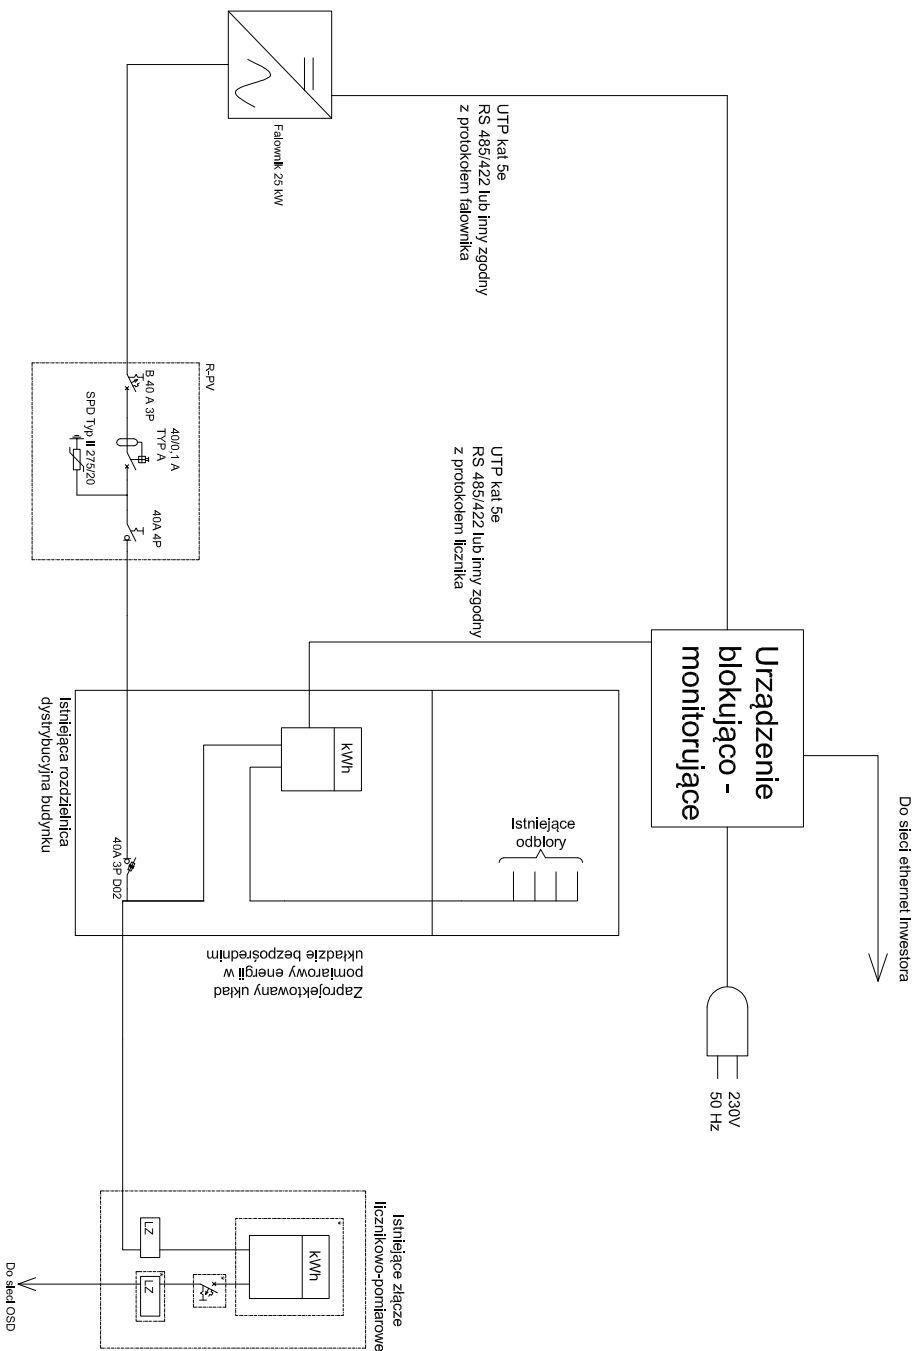 UTP kat 5e
RS 485/422 lub inny zgodny
z protokołem falownika
Falownik 25 kW
R-PV
B 40 A 3P
40/0,1 A
TYP A
SPD Typ II 275/20
40A 4P
UTP kat 5e
RS 485/422 lub inny zgodny
z protokołem licznika
Urządzenie
blokująco -
monitorujące
Do sieci ethernet Inwestora
230V
50 Hz
kWh
Istniejące
odbiory
Istniejąca rozdzielnica
dystrybucyjna budynku
40A 3P D02
Zaprojektowany układ
pomiarowy energii w
układzie bezpośrednim
Istniejące złącze
licznikowo-pomiarowe
*
kWh
LZ
*
LZ
*
Do sieci OSD